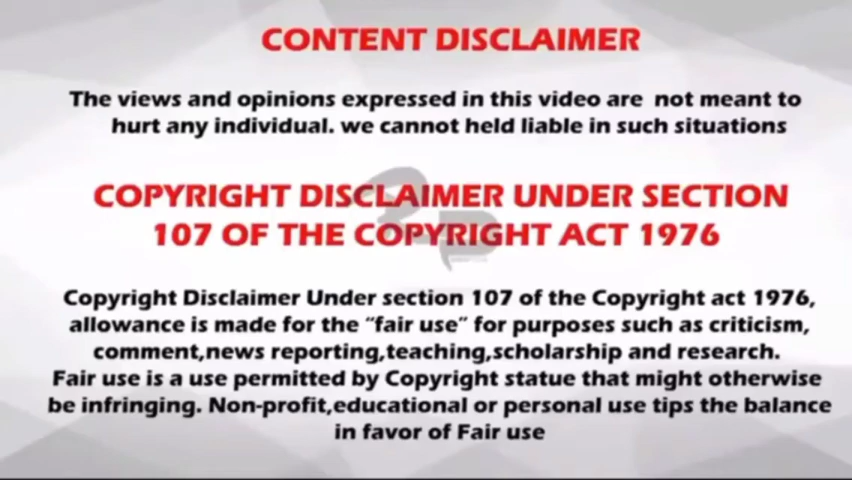 CONTENT DISCLAIMER
The views and opinions expressed in this video are not meant to
hurt any individual. we cannot held liable in such situations
COPYRIGHT DISCLAIMER UNDER SECTION
107 OF THE COPYRIGHT ACT 1976
Copyright Disclaimer Under section 107 of the Copyright act 1976,
allowance is made for the “fair use” for purposes such as criticism,
comment,news reporting,teaching,scholarship and research.
Fair use is a use permitted by Copyright statue that might otherwise
be infringing. Non-profit,educational or personal use tips the balance
in favor of Fair use